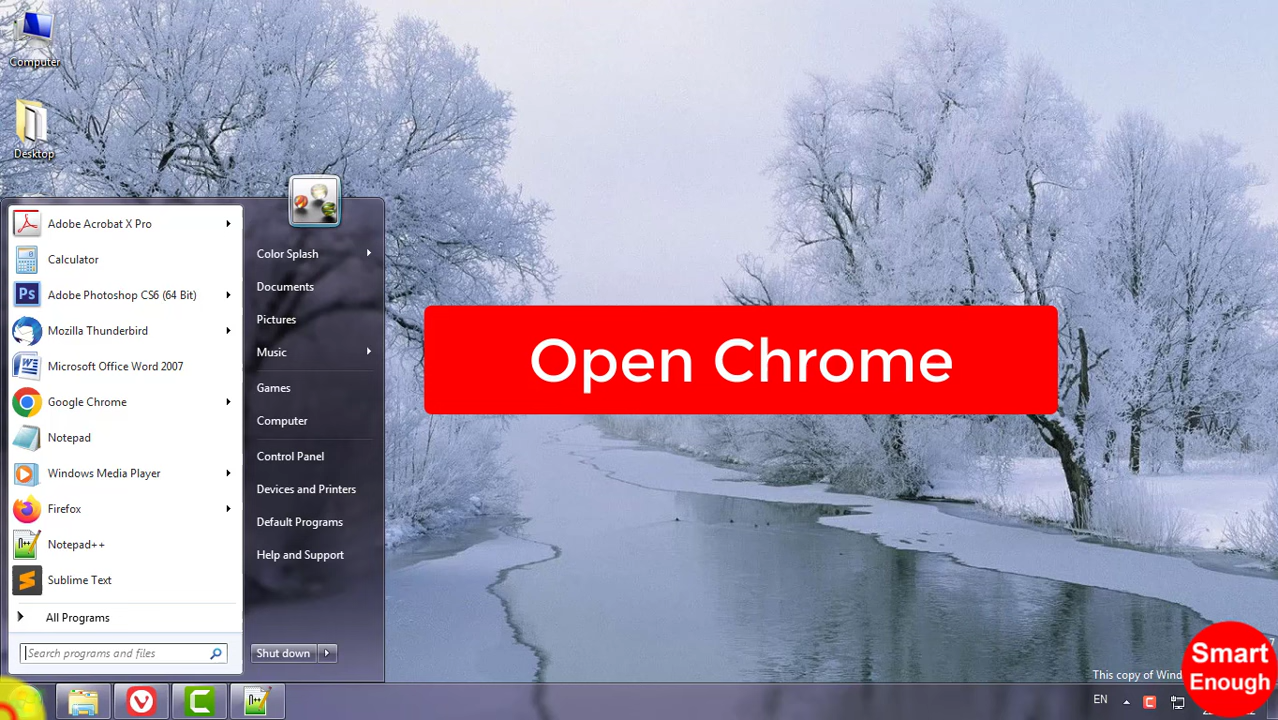 Computer
Desktop
Adobe Acrobat X Pro
Calculator
Adobe Photoshop CS6 (64 Bit)
Mozilla Thunderbird
Microsoft Office Word 2007
Google Chrome
Notepad
Windows Media Player
Firefox
Notepad++
Sublime Text
All Programs
Search programs and files
Color Splash
Documents
Pictures
Music
Games
Computer
Control Panel
Devices and Printers
Default Programs
Help and Support
Shut down
Open Chrome
This copy of
EN
Smart
Enough